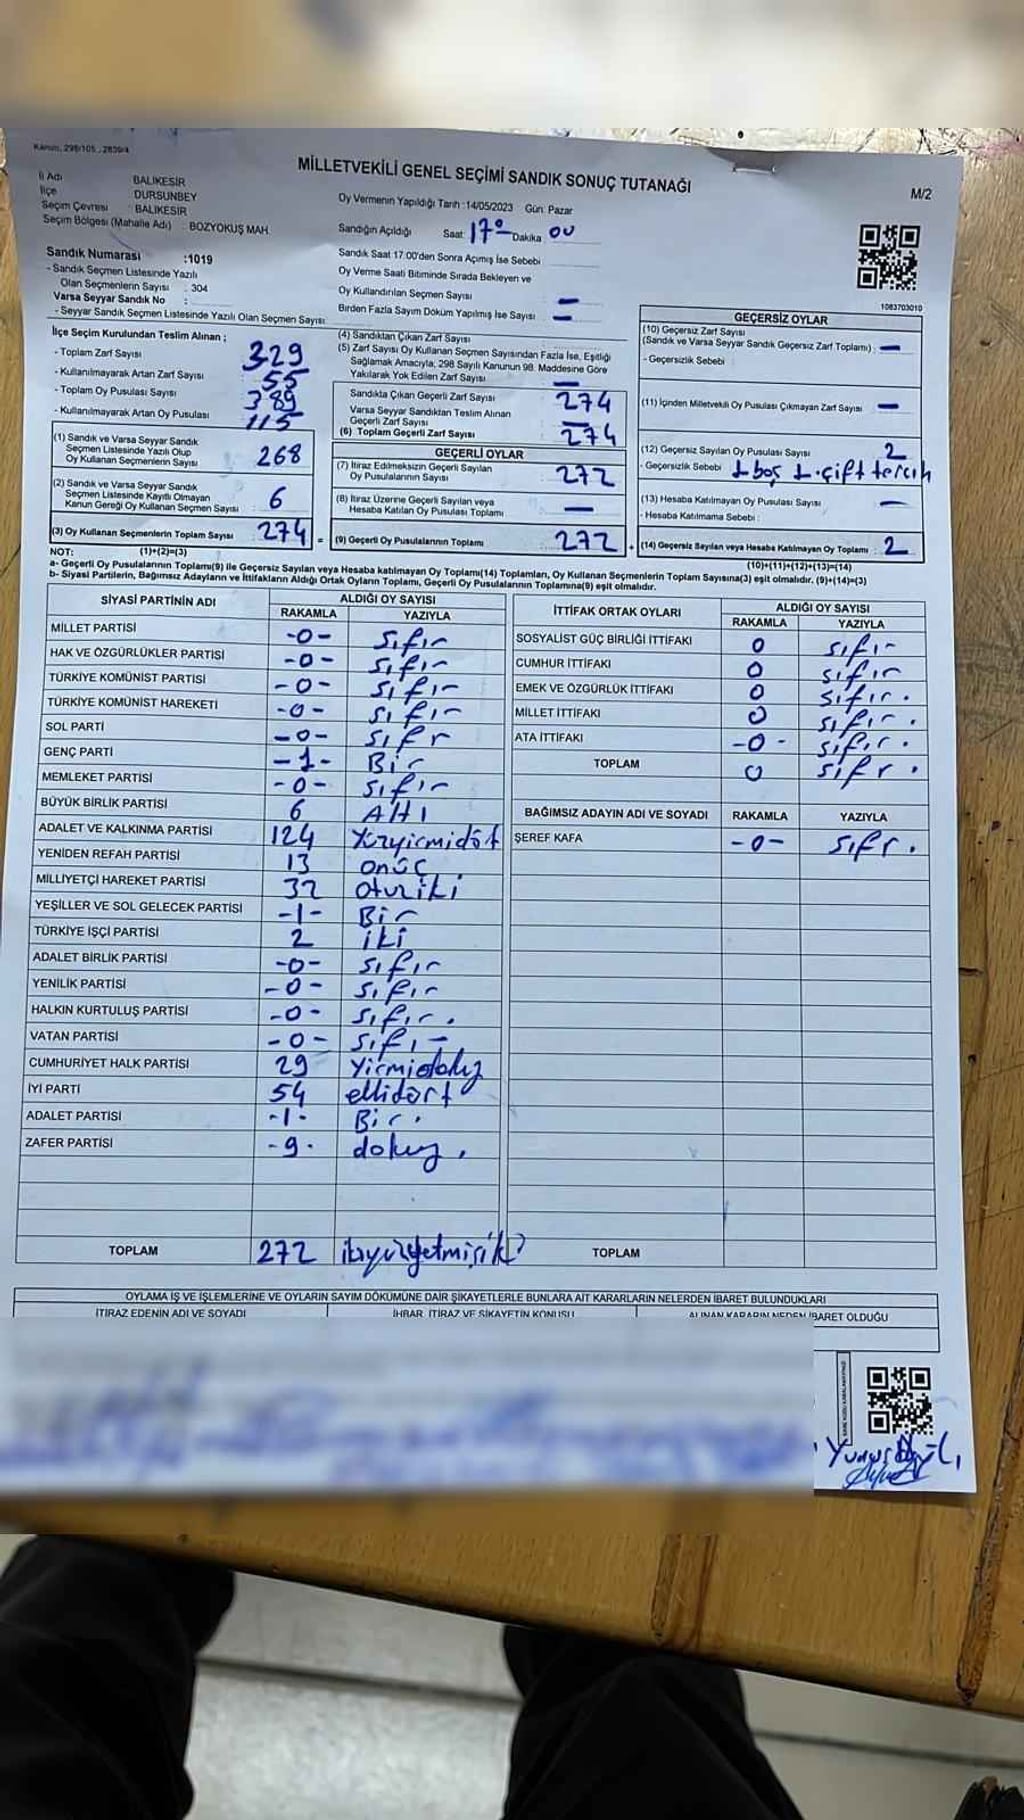 Kanun, 298/105 , 2839/4
MİLLETVEKİLİ GENEL SEÇİMİ SANDIK SONUÇ TUTANAĞI
M/2
İl Adı BALIKESİR
İlçe DURSUNBEY
Seçim Çevresi : BALIKESİR
Seçim Bölgesi (Mahalle Adı) : BOZYOKUŞ MAH.
Oy Vermenin Yapıldığı Tarih :14/05/2023 Gün: Pazar
Sandığın Açıldığı Saat: 17 Dakika 00
Sandık Saat 17:00'den Sonra Açımış İse Sebebi
Oy Verme Saati Bitiminde Sırada Bekleyen ve
Oy Kullandırılan Seçmen Sayısı –
Birden Fazla Sayım Döküm Yapılmış İse Sayısı –
Sandık Numarası :1019
- Sandık Seçmen Listesinde Yazılı
Olan Seçmenlerin Sayısı : 304
Varsa Seyyar Sandık No :
- Seyyar Sandık Seçmen Listesinde Yazılı Olan Seçmen Sayısı:
1083703010
İlçe Seçim Kurulundan Teslim Alınan ;
- Toplam Zarf Sayısı 329
- Kullanılmayarak Artan Zarf Sayısı 55
- Toplam Oy Pusulası Sayısı 389
- Kullanılmayarak Artan Oy Pusulası 115
(1) Sandık ve Varsa Seyyar Sandık
Seçmen Listesinde Yazılı Olup
Oy Kullanan Seçmenlerin Sayısı 268
(2) Sandık ve Varsa Seyyar Sandık
Seçmen Listesinde Kayıtlı Olmayan
Kanun Gereği Oy Kullanan Seçmen Sayısı : 6
(3) Oy Kullanan Seçmenlerin Toplam Sayısı 274
(4) Sandıktan Çıkan Zarf Sayısı
(5) Zarf Sayısı Oy Kullanan Seçmen Sayısından Fazla İse, Eşitliği
Sağlamak Amacıyla, 298 Sayılı Kanunun 98. Maddesine Göre
Yakılarak Yok Edilen Zarf Sayısı –
Sandıkta Çıkan Geçerli Zarf Sayısı 274
Varsa Seyyar Sandıktan Teslim Alınan
Geçerli Zarf Sayısı –
(6) Toplam Geçerli Zarf Sayısı 274
GEÇERLİ OYLAR
(7) İtiraz Edilmeksizin Geçerli Sayılan
Oy Pusulalarının Sayısı 272
(8) İtiraz Üzerine Geçerli Sayılan veya
Hesaba Katılan Oy Pusulası Toplamı –
= (9) Geçerli Oy Pusulalarının Toplamı 272
GEÇERSİZ OYLAR
(10) Geçersiz Zarf Sayısı
(Sandık ve Varsa Seyyar Sandık Geçersiz Zarf Toplamı) : –
- Geçersizlik Sebebi :
(11) İçinden Milletvekili Oy Pusulası Çıkmayan Zarf Sayısı –
(12) Geçersiz Sayılan Oy Pusulası Sayısı 2
- Geçersizlik Sebebi 1 boş 1 çift tercih
(13) Hesaba Katılmayan Oy Pusulası Sayısı –
- Hesaba Katılmama Sebebi :
+ (14) Geçersiz Sayılan veya Hesaba Katılmayan Oy Toplamı : 2
NOT: (1)+(2)=(3)
(10)+(11)+(12)+(13)=(14)
a- Geçerli Oy Pusulaları Toplamı(9) ile Geçersiz Sayılan veya Hesaba katılmayan Oy Toplamı(14) Toplamları, Oy Kullanan Seçmenlerin Toplam Sayısına(3) eşit olmalıdır. (9)+(14)=(3)
b- Siyasi Partilerin, Bağımsız Adayların ve İttifakların Aldığı Ortak Oyların Toplamı, Geçerli Oy Pusulalarının Toplamına(9) eşit olmalıdır.
SİYASİ PARTİNİN ADI ALDIĞI OY SAYISI
RAKAMLA YAZIYLA
MİLLET PARTİSİ -0- sıfır
HAK VE ÖZGÜRLÜKLER PARTİSİ -0- sıfır
TÜRKİYE KOMÜNİST PARTİSİ -0- sıfır
TÜRKİYE KOMÜNİST HAREKETİ -0- sıfır
SOL PARTİ -0- sıfr
GENÇ PARTİ -1- Bir
MEMLEKET PARTİSİ -0- sıfır
BÜYÜK BİRLİK PARTİSİ 6 Altı
ADALET VE KALKINMA PARTİSİ 124 Yüzyirmidört
YENİDEN REFAH PARTİSİ 13 onüç
MİLLİYETÇİ HAREKET PARTİSİ 32 otuziki
YEŞİLLER VE SOL GELECEK PARTİSİ -1- Bir
TÜRKİYE İŞÇİ PARTİSİ 2 iki
ADALET BİRLİK PARTİSİ -0- sıfır
YENİLİK PARTİSİ -0- sıfır
HALKIN KURTULUŞ PARTİSİ -0- sıfır.
VATAN PARTİSİ -0- sıfır
CUMHURİYET HALK PARTİSİ 29 Yirmidokuz
İYİ PARTİ 54 ellidört
ADALET PARTİSİ -1- Bir.
ZAFER PARTİSİ -9- dokuz.
TOPLAM 272 ikiyüzyetmişiki
İTTİFAK ORTAK OYLARI ALDIĞI OY SAYISI
RAKAMLA YAZIYLA
SOSYALİST GÜÇ BİRLİĞİ İTTİFAKI 0 sıfır
CUMHUR İTTİFAKI 0 sıfır
EMEK VE ÖZGÜRLÜK İTTİFAKI 0 sıfır.
MİLLET İTTİFAKI 0 sıfır.
ATA İTTİFAKI -0- sıfır.
TOPLAM 0 sıfr.
BAĞIMSIZ ADAYIN ADI VE SOYADI RAKAMLA YAZIYLA
ŞEREF KAFA -0- sıfr.
TOPLAM
OYLAMA İŞ VE İŞLEMLERİNE VE OYLARIN SAYIM DÖKÜMÜNE DAİR ŞİKAYETLERLE BUNLARA AİT KARARLARIN NELERDEN İBARET BULUNDUKLARI
İTİRAZ EDENİN ADI VE SOYADI İHBAR, İTİRAZ VE ŞİKAYETİN KONUSU ALINAN KARARIN NEDEN İBARET OLDUĞU